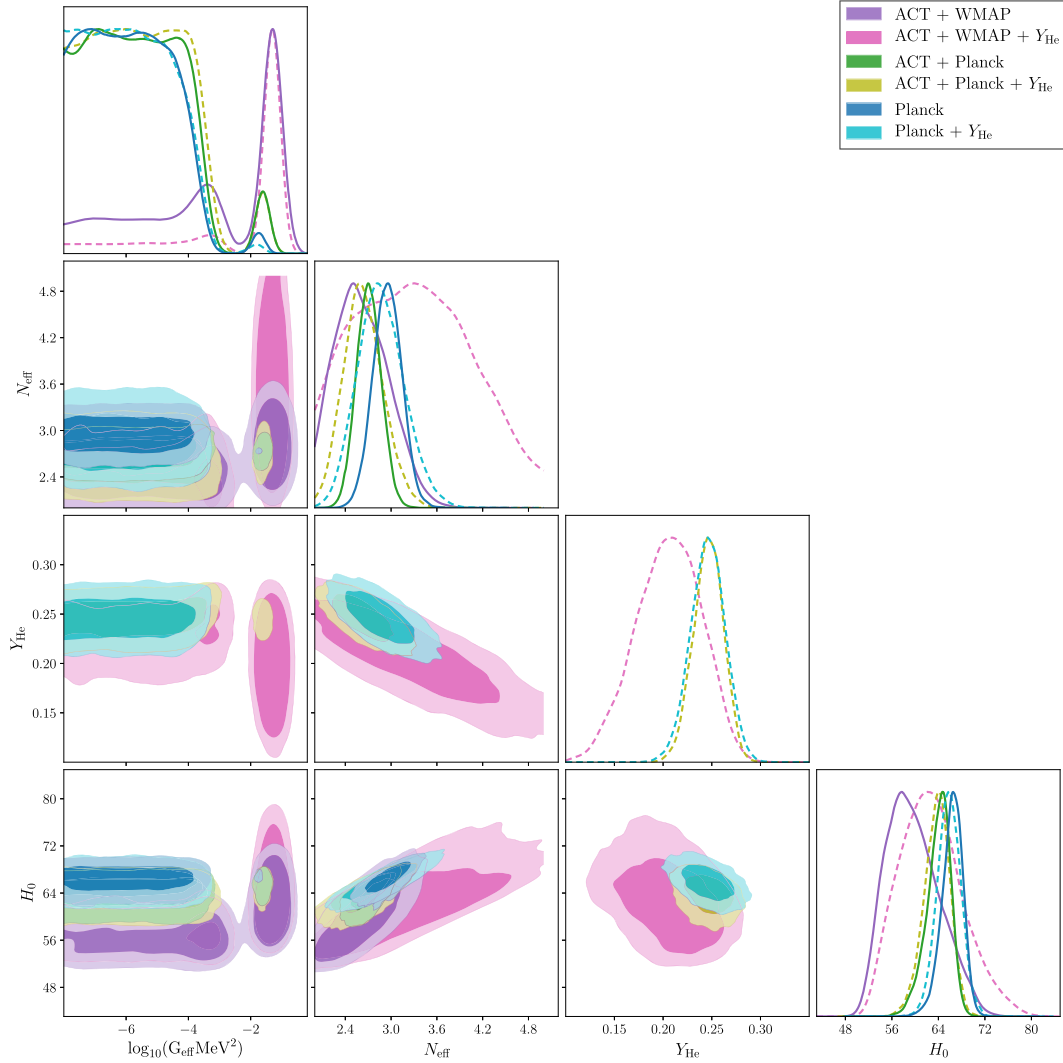 ACT + WMAP
ACT + WMAP + Y_He
ACT + Planck
ACT + Planck + Y_He
Planck
Planck + Y_He
4.8
4.2
3.6
3.0
2.4
N_eff
0.30
0.25
0.20
0.15
Y_He
80
72
64
56
48
H_0
−6 −4 −2
2.4 3.0 3.6 4.2 4.8
0.15 0.20 0.25 0.30
48 56 64 72 80
log_10(G_eff MeV^2)
N_eff
Y_He
H_0